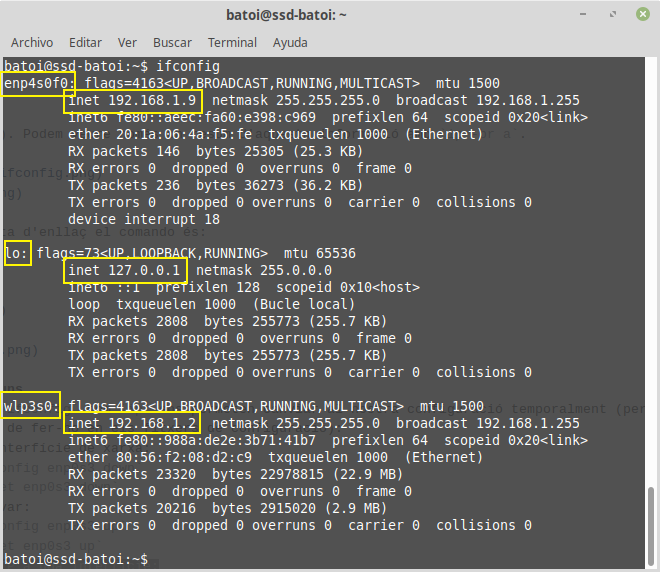 batoi@ssd-batoi: ~
Archivo Editar Ver Buscar Terminal Ayuda
batoi@ssd-batoi:~$ ifconfig
enp4s0f0: flags=4163<UP,BROADCAST,RUNNING,MULTICAST> mtu 1500
inet 192.168.1.9 netmask 255.255.255.0 broadcast 192.168.1.255
inet6 fe80::aeec:fa60:e398:c969 prefixlen 64 scopeid 0x20<link>
ether 20:1a:06:4a:f5:fe txqueuelen 1000 (Ethernet)
RX packets 146 bytes 25305 (25.3 KB)
RX errors 0 dropped 0 overruns 0 frame 0
TX packets 236 bytes 36273 (36.2 KB)
TX errors 0 dropped 0 overruns 0 carrier 0 collisions 0
device interrupt 18
lo: flags=73<UP,LOOPBACK,RUNNING> mtu 65536
inet 127.0.0.1 netmask 255.0.0.0
inet6 ::1 prefixlen 128 scopeid 0x10<host>
loop txqueuelen 1000 (Bucle local)
RX packets 2808 bytes 255773 (255.7 KB)
RX errors 0 dropped 0 overruns 0 frame 0
TX packets 2808 bytes 255773 (255.7 KB)
TX errors 0 dropped 0 overruns 0 carrier 0 collisions 0
wlp3s0: flags=4163<UP,BROADCAST,RUNNING,MULTICAST> mtu 1500
inet 192.168.1.2 netmask 255.255.255.0 broadcast 192.168.1.255
inet6 fe80::988a:de2e:3b71:41b7 prefixlen 64 scopeid 0x20<link>
ether 80:56:f2:08:d2:c9 txqueuelen 1000 (Ethernet)
RX packets 23320 bytes 22978815 (22.9 MB)
RX errors 0 dropped 0 overruns 0 frame 0
TX packets 20216 bytes 2915020 (2.9 MB)
TX errors 0 dropped 0 overruns 0 carrier 0 collisions 0
batoi@ssd-batoi:~$